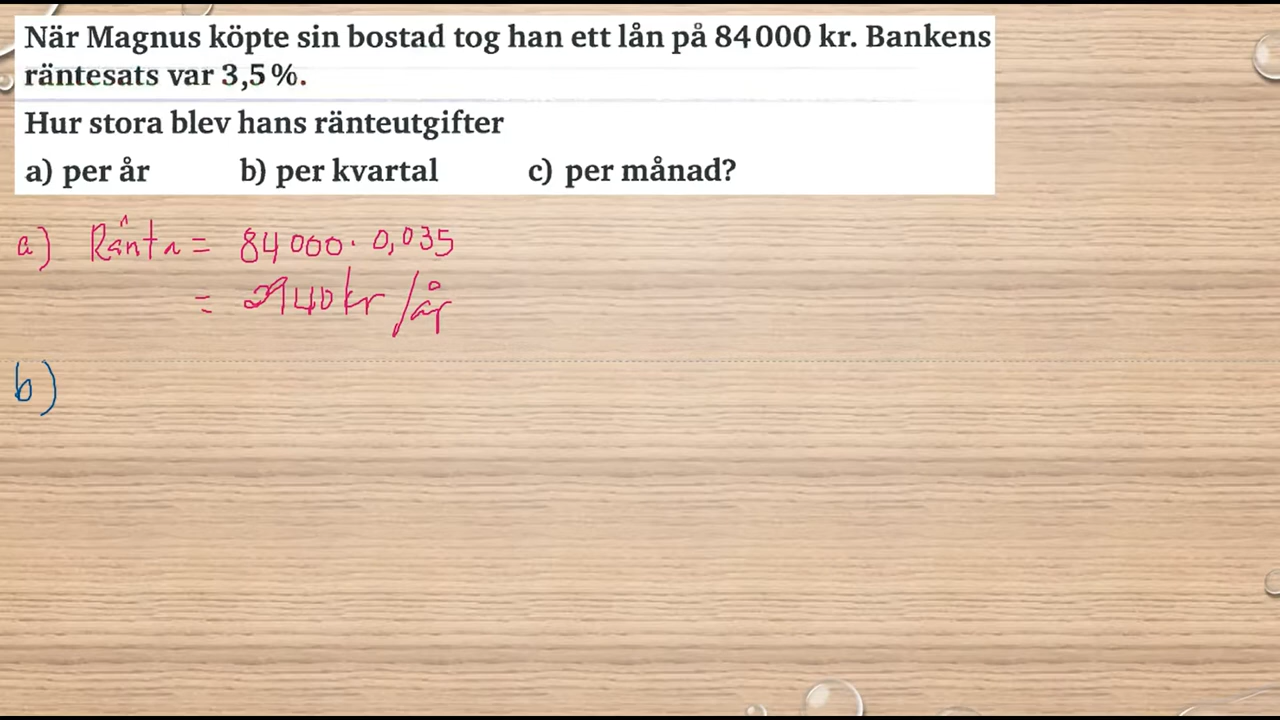 När Magnus köpte sin bostad tog han ett lån på 84 000 kr. Bankens
räntesats var 3,5 %.
Hur stora blev hans ränteutgifter
a) per år b) per kvartal c) per månad?
a) Ränta = 84 000 · 0,035
= 2940 kr / år
b)